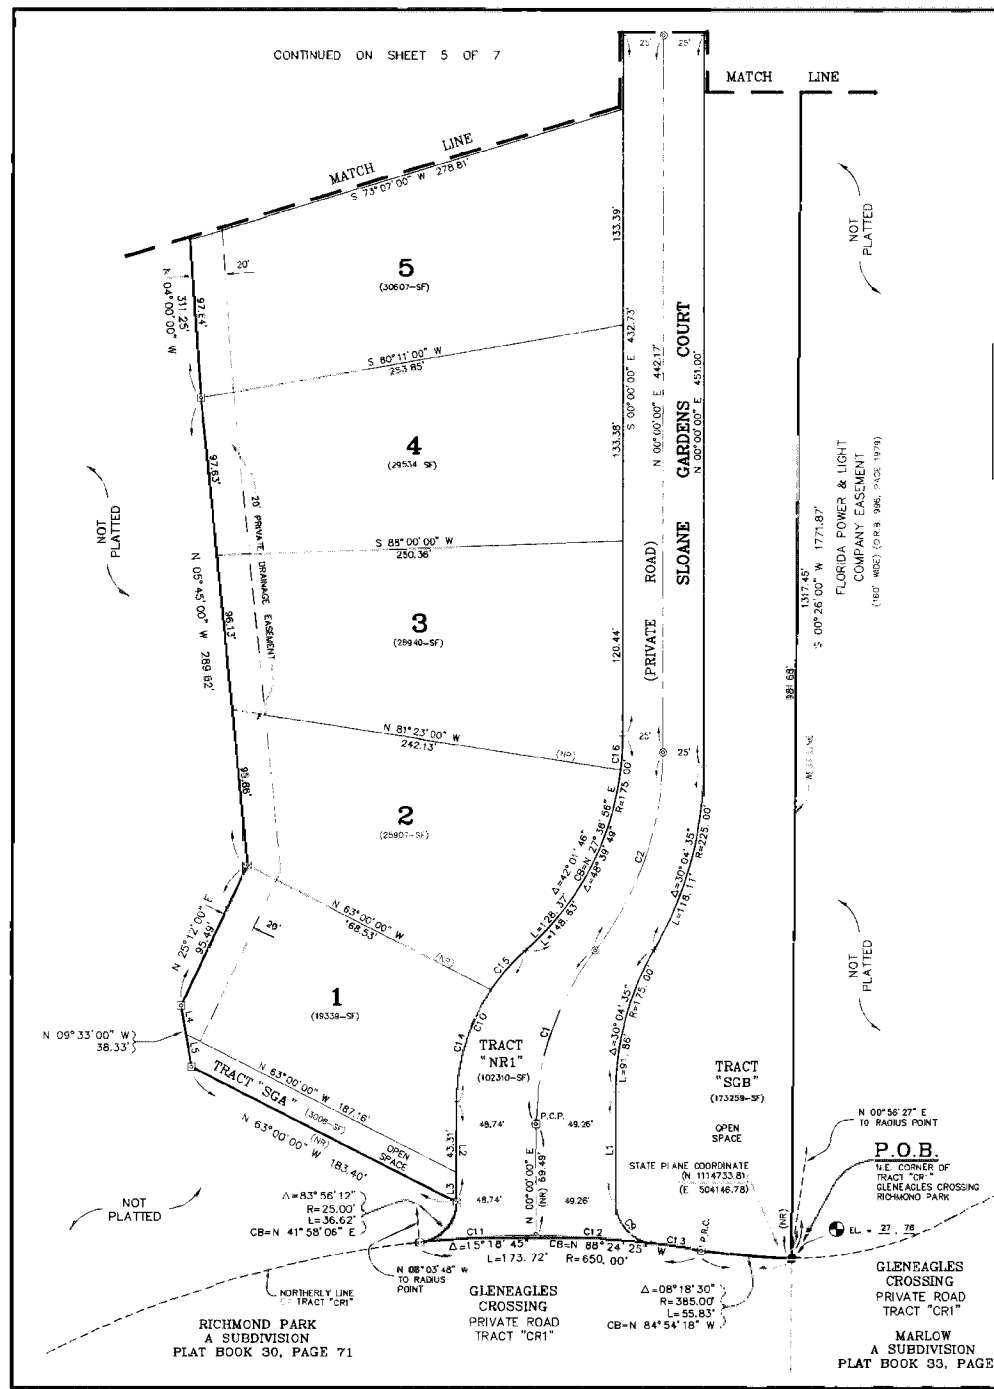 CONTINUED ON SHEET 5 OF 7
25' 25'
MATCH LINE
MATCH LINE
S 73°07'00" W 278.81'
NOT
PLATTED
20'
5
(30607-SF)
133.39'
N 04°00'00" W
311.25'
S 80°11'00" W
253.85'
S 00°00'00" E 432.73'
N 00°00'00" E 442.17'
SLOANE GARDENS COURT
N 00°00'00" E 451.00'
(PRIVATE ROAD)
4
(29534 SF)
133.38'
97.63'
NOT
PLATTED
20' PRIVATE DRAINAGE EASEMENT
S 88°00'00" W
250.36'
FLORIDA POWER & LIGHT
COMPANY EASEMENT
(160' WIDE) (O.R.B. 996, PAGE 1979)
1317.45'
S 00°26'00" W 1771.87'
N 05°45'00" W 289.62'
96.13'
3
(28940-SF)
120.44'
981.68'
N 81°23'00" W
242.13'
(NR)
C16
25' 25'
WEST LINE
95.86'
2
(25907-SF)
R=175.00'
Δ=42°01'46"
CB=N 27°38'56" E
Δ=48°39'49"
L=128.37'
L=148.63'
C2
Δ=30°04'35"
R=225.00'
L=118.11'
N 25°12'00" E
95.49'
N 63°00'00" W
168.53'
(NR)
20'
C15
NOT
PLATTED
1
(19339-SF)
C10
C14
C1
Δ=30°04'35"
R=175.00'
L=91.86'
L4
N 09°33'00" W
38.33'
L5
TRACT
"NR1"
(102310-SF)
TRACT
"SGB"
(173259-SF)
N 63°00'00" W 187.16'
TRACT "SGA"
(3008-SF)
OPEN
SPACE
N 63°00'00" W 183.40'
(NR)
P.C.P.
48.74' 49.26'
43.31'
L2
N 00°00'00" E
(NR) 69.49'
L1
OPEN
SPACE
N 00°56'27" E
TO RADIUS POINT
STATE PLANE COORDINATE
(N 1114733.81)
(E 504146.78)
P.O.B.
N.E. CORNER OF
GLENEAGLES CROSSING
RICHMOND PARK
NOT
PLATTED
L3
48.74' 49.26'
Δ=83°56'12"
R=25.00'
L=36.62'
CB=N 41°58'06" E
C11 C12 C13
P.R.C.
(NR)
EL. = 27.78
Δ=15°18'45" CB=N 88°24'25" W
L=173.72' R=650.00'
N 08°03'48" W
TO RADIUS
POINT
NORTHERLY LINE
OF TRACT "CR1"
GLENEAGLES
CROSSING
PRIVATE ROAD
TRACT "CR1"
Δ=08°18'30"
R=385.00'
L=55.83'
CB=N 84°54'18" W
GLENEAGLES
CROSSING
PRIVATE ROAD
TRACT "CR1"
RICHMOND PARK
A SUBDIVISION
PLAT BOOK 30, PAGE 71
MARLOW
A SUBDIVISION
PLAT BOOK 33, PAGE